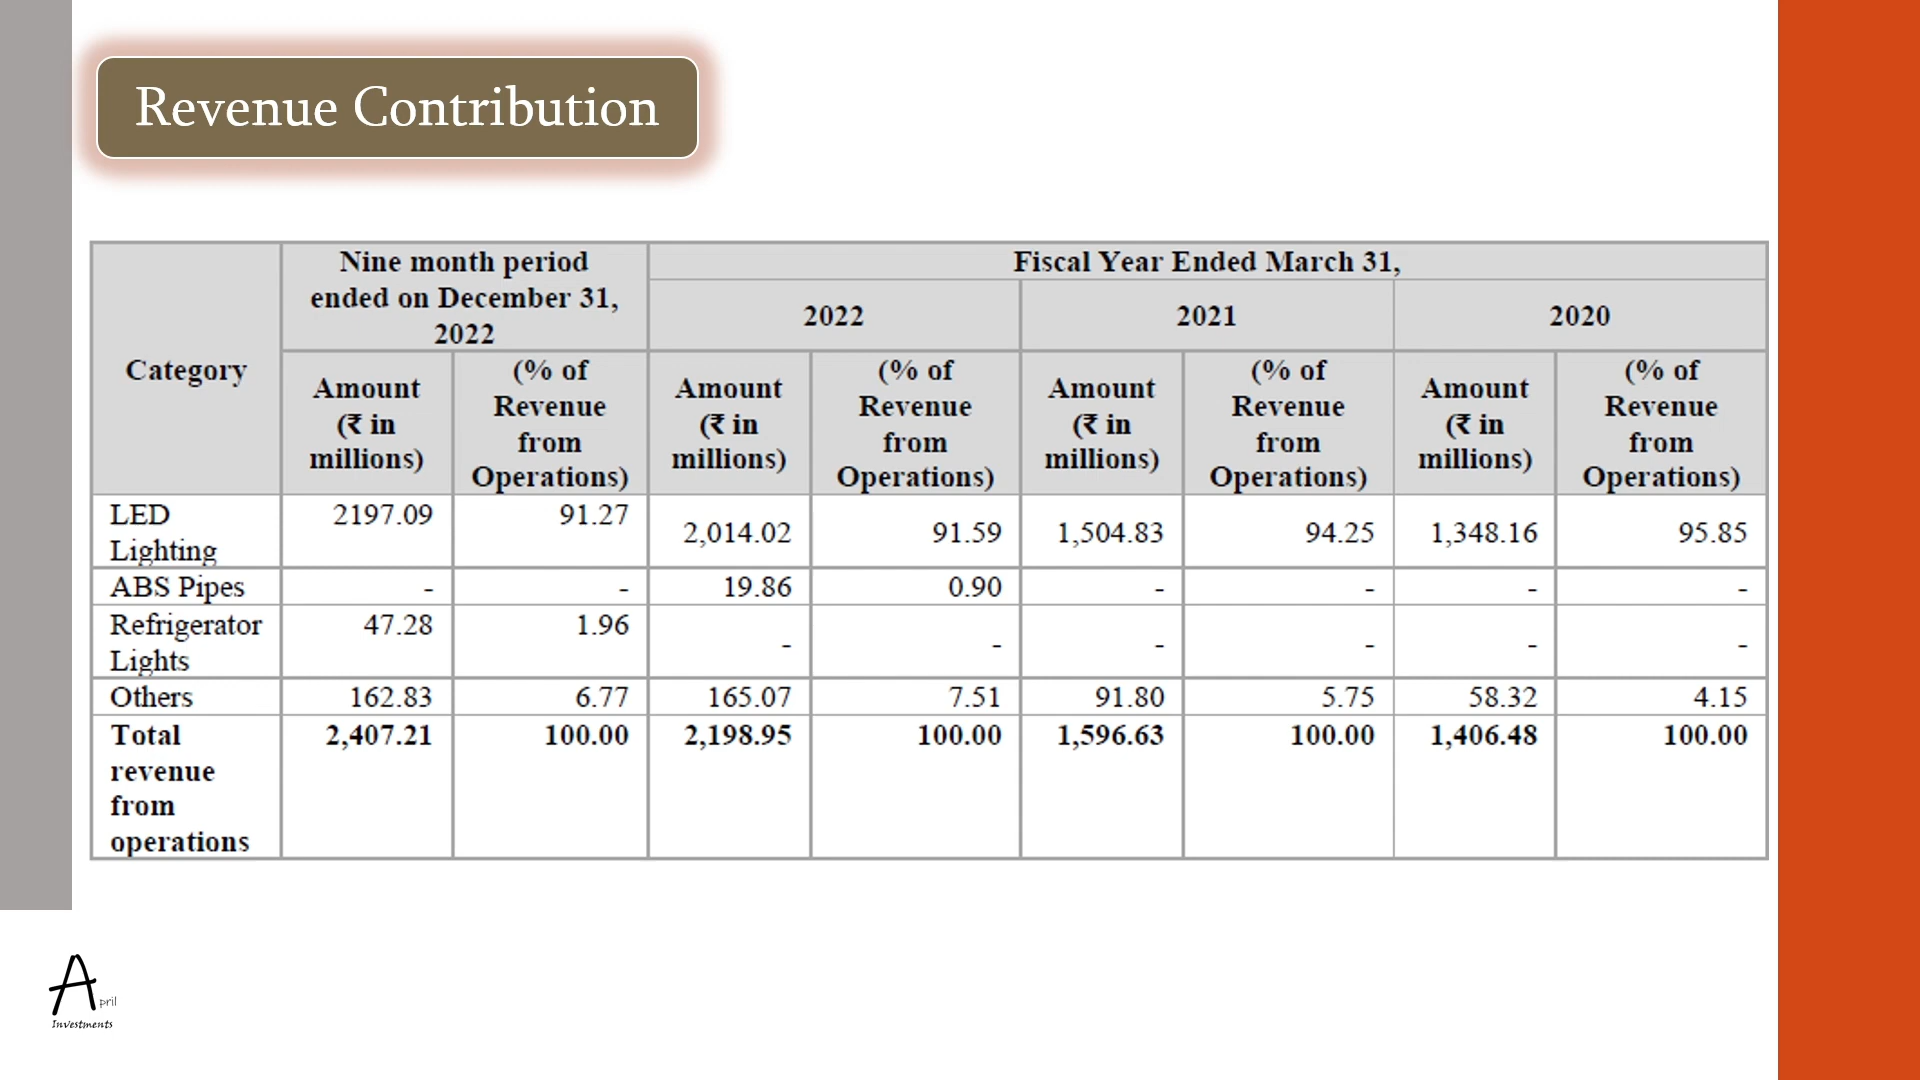 Revenue Contribution
Category
Nine month period
ended on December 31,
2022
Fiscal Year Ended March 31,
2022 2021 2020
Amount
(₹ in
millions)
(% of
Revenue
from
Operations)
Amount
(₹ in
millions)
(% of
Revenue
from
Operations)
Amount
(₹ in
millions)
(% of
Revenue
from
Operations)
Amount
(₹ in
millions)
(% of
Revenue
from
Operations)
LED
Lighting
2197.09 91.27 2,014.02 91.59 1,504.83 94.25 1,348.16 95.85
ABS Pipes - - 19.86 0.90 - - - -
Refrigerator
Lights
47.28 1.96 - - - - - -
Others 162.83 6.77 165.07 7.51 91.80 5.75 58.32 4.15
Total
revenue
from
operations
2,407.21 100.00 2,198.95 100.00 1,596.63 100.00 1,406.48 100.00
April
Investments